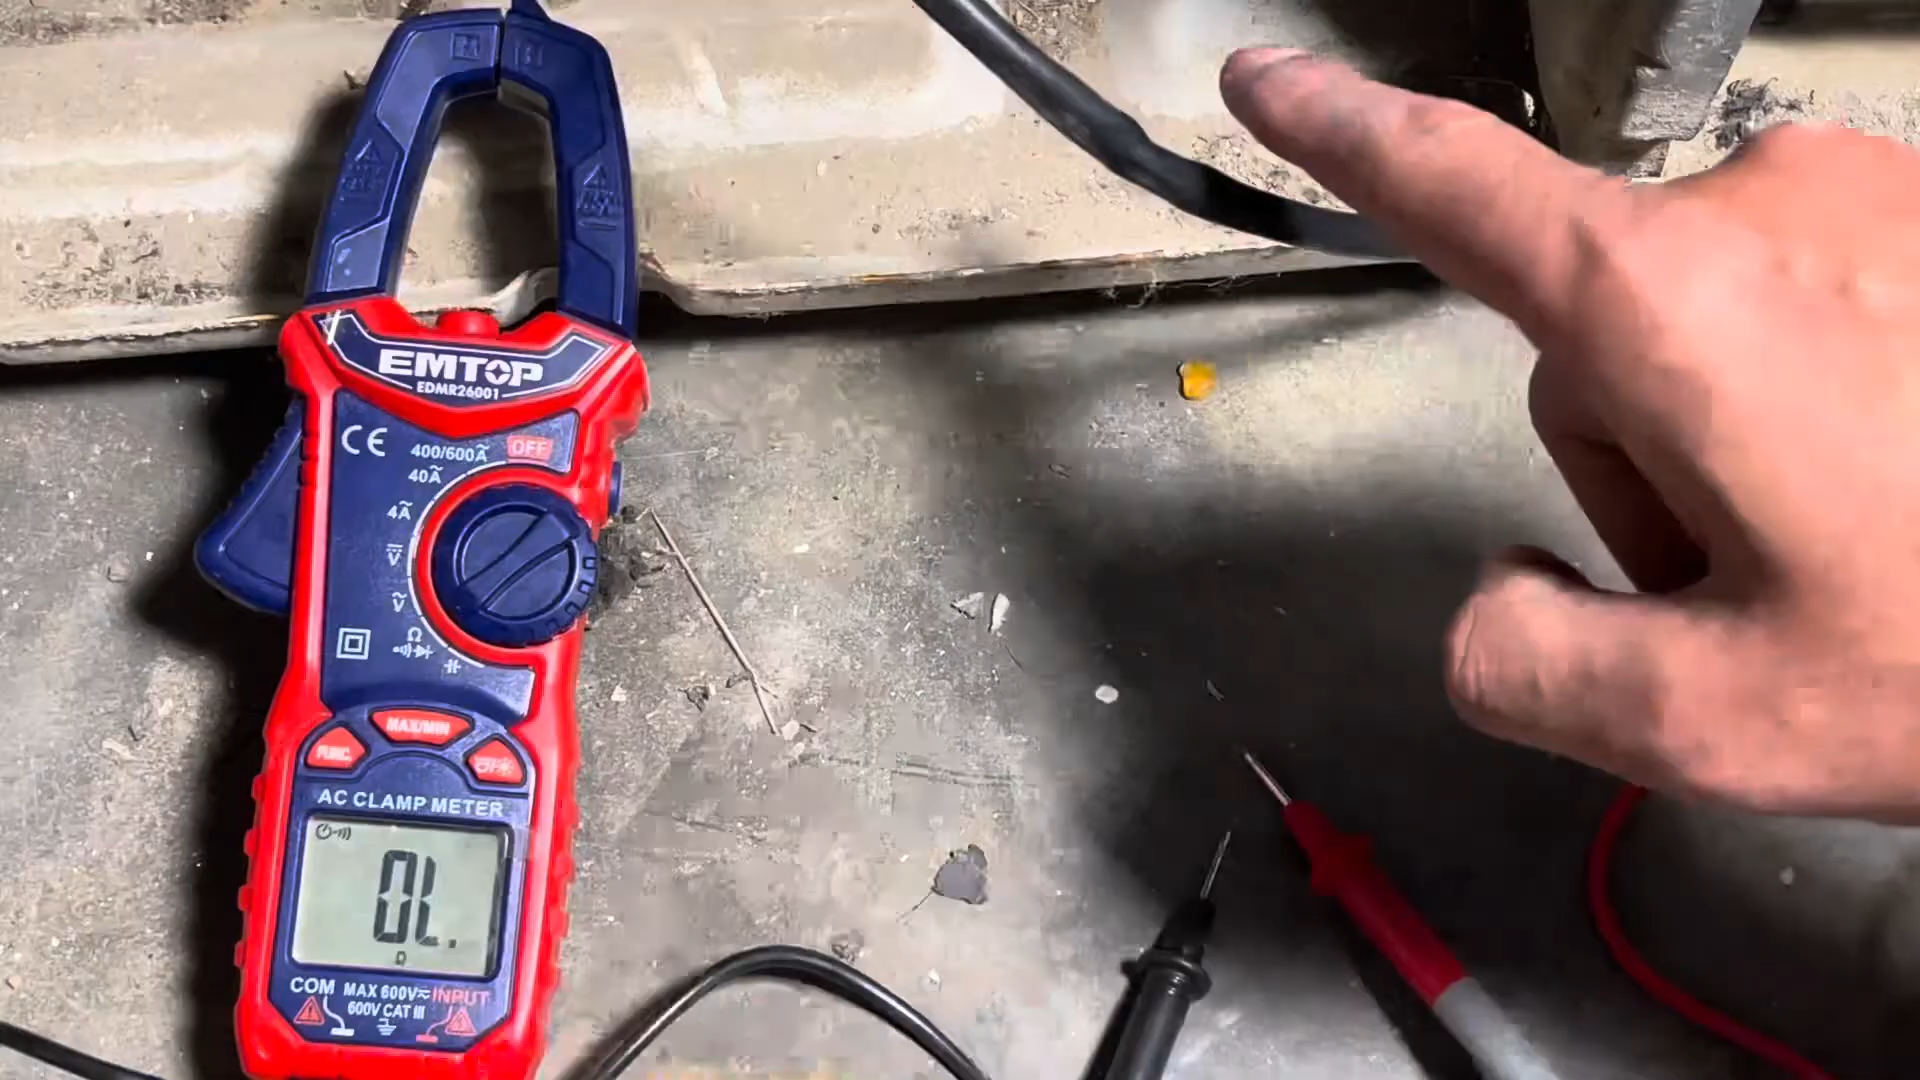 EMTOP
EDMR26001
CE
400/600A
OFF
40A
4A
V
V
Ω
FUNC.
MAX/MIN
AC CLAMP METER
0L.
Ω
COM
MAX 600V
INPUT
600V CAT III